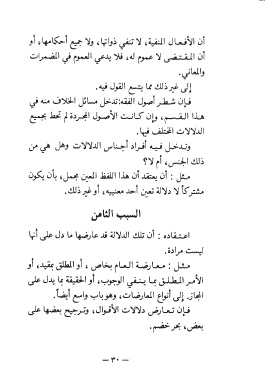 أن الأفعال المنفية، لا تنفي ذواتها، ولا جميع أحكامها، أو
أن المقتضى لا عموم له، فلا يدعي العموم في المضمرات
والمعاني.
إلى غير ذلك مما يتسع القول فيه.
فإن شطر أصول الفقه: تدخل مسائل الخلاف منه في
هذا القسم، وإن كانت الأصول المجردة لم تحط بجميع
الدلالات المختلف فيها.
وتدخل فيه أفراد أجناس الدلالات وهل هي من
ذلك الجنس، أم لا؟
مثل: أن يعتقد أن هذا اللفظ المعين مجمل، بأن يكون
مشتركاً لا دلالة تعين أحد معنييه، أو غير ذلك.
السبب الثامن
اعتقاده: أن تلك الدلالة قد عارضها ما دل على أنها
ليست مرادة.
مثل: معارضة العام بخاص، أو المطلق بمقيد، أو
الأمر المطلق بما ينفي الوجوب، أو الحقيقة بما يدل على
المجاز. إلى أنواع المعارضات، وهو باب واسع أيضاً.
فإن تعارض دلالات الأقوال، وترجيح بعضها على
بعض، بحر خضم.
— ٣٠ —